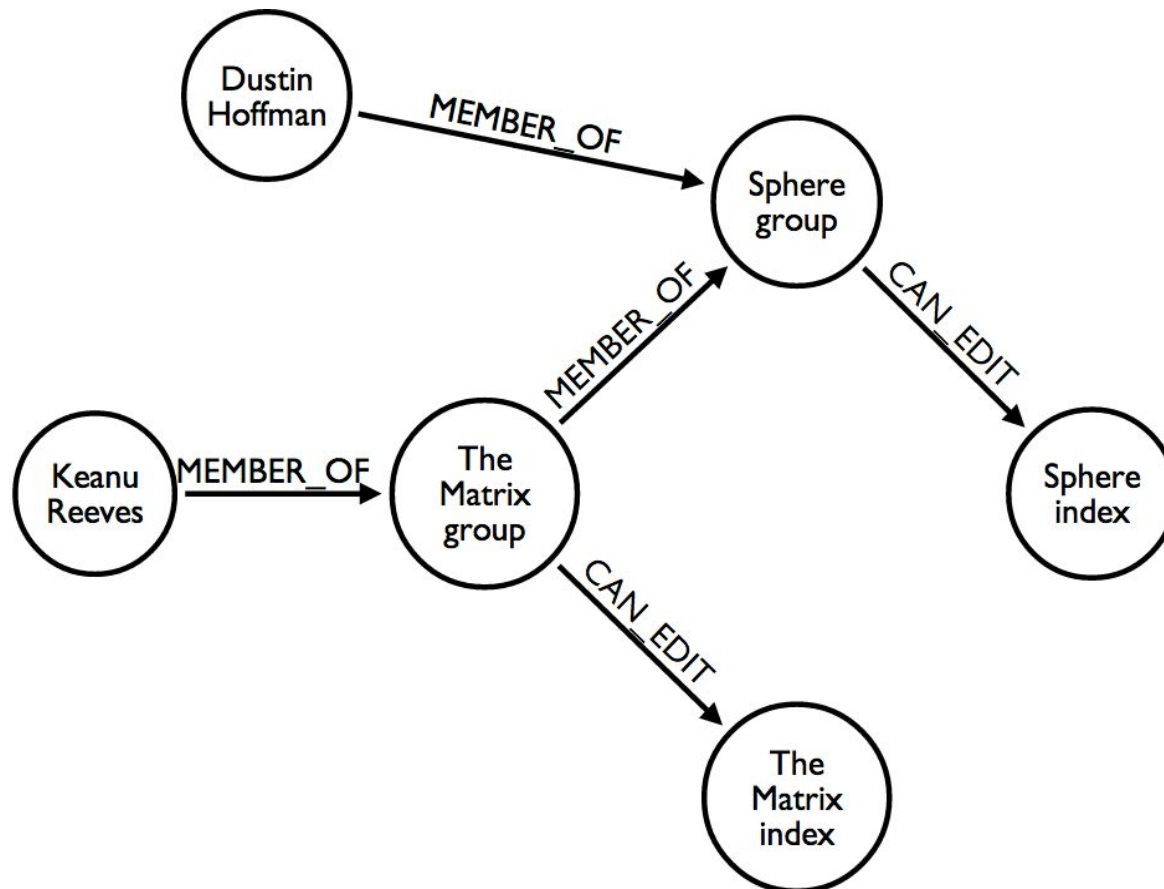 Dustin
Hoffman
MEMBER_OF
Sphere
group
MEMBER_OF
CAN_EDIT
Keanu
Reeves
MEMBER_OF
The
Matrix
group
Sphere
index
CAN_EDIT
The
Matrix
index